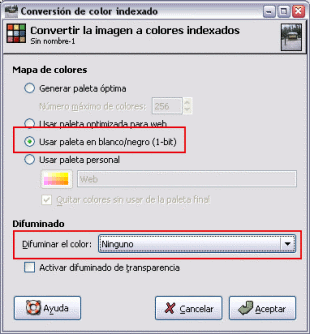 Conversión de color indexado
Convertir la imagen a colores indexados
Sin nombre-1
Mapa de colores
Generar paleta óptima
Número máximo de colores: 256
Usar paleta optimizada para web
Usar paleta en blanco/negro (1-bit)
Usar paleta personal
Web
Quitar colores sin usar de la paleta final
Difuminado
Difuminar el color: Ninguno
Activar difuminado de transparencia
Ayuda
Cancelar
Aceptar